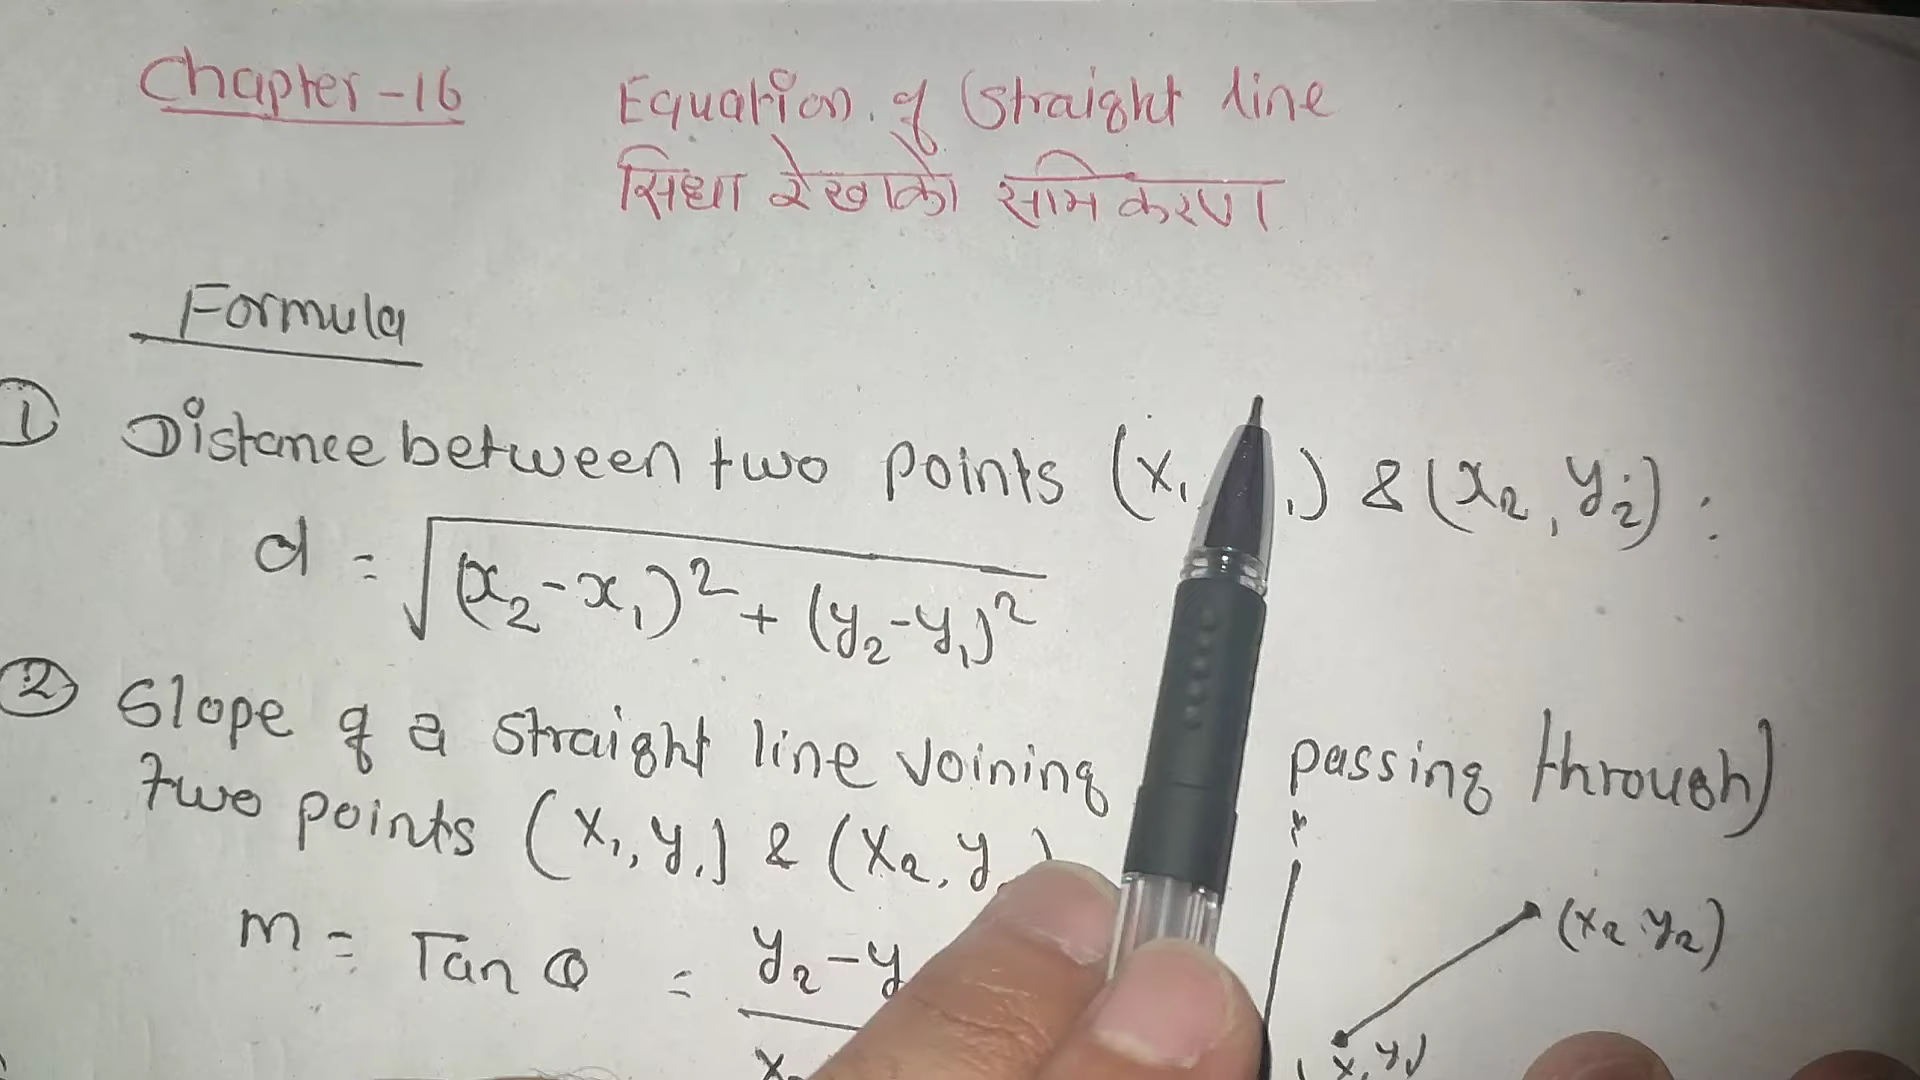 Chapter-16 Equation of straight line
सिधा रेखाको समिकरण
Formula
① Distance between two points (x₁ ₁) & (x₂, y₂) :
d = √(x₂-x₁)² + (y₂-y₁)²
② Slope of a straight line Joining passing through)
two points (x₁, y₁) & (x₂, y
m = Tan θ = y₂-y
x
(x₂ y₂)
x, y₁)